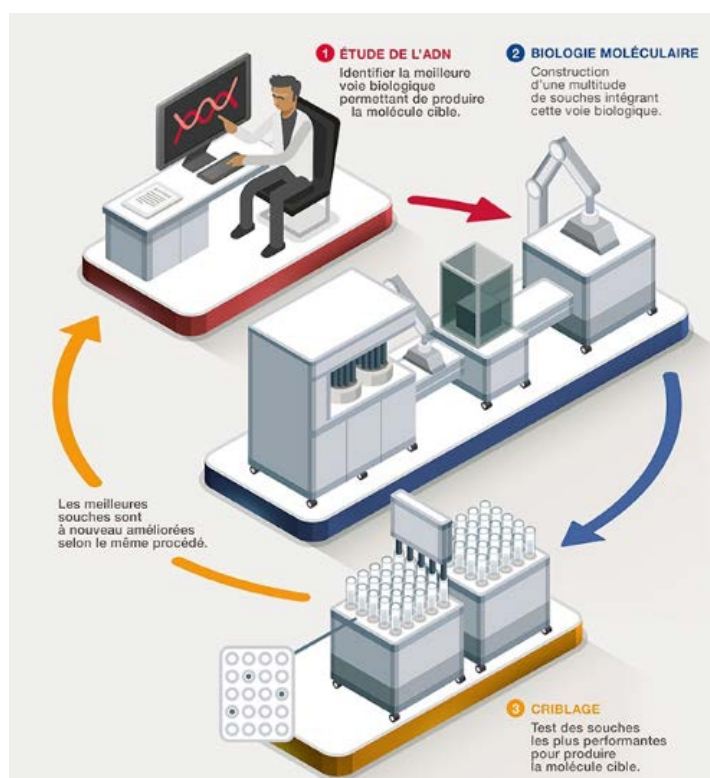 1 ÉTUDE DE L'ADN
Identifier la meilleure
voie biologique
permettant de produire
la molécule cible.
2 BIOLOGIE MOLÉCULAIRE
Construction
d'une multitude
de souches intégrant
cette voie biologique.
Les meilleures
souches sont
à nouveau améliorées
selon le même procédé.
3 CRIBLAGE
Test des souches
les plus performantes
pour produire
la molécule cible.